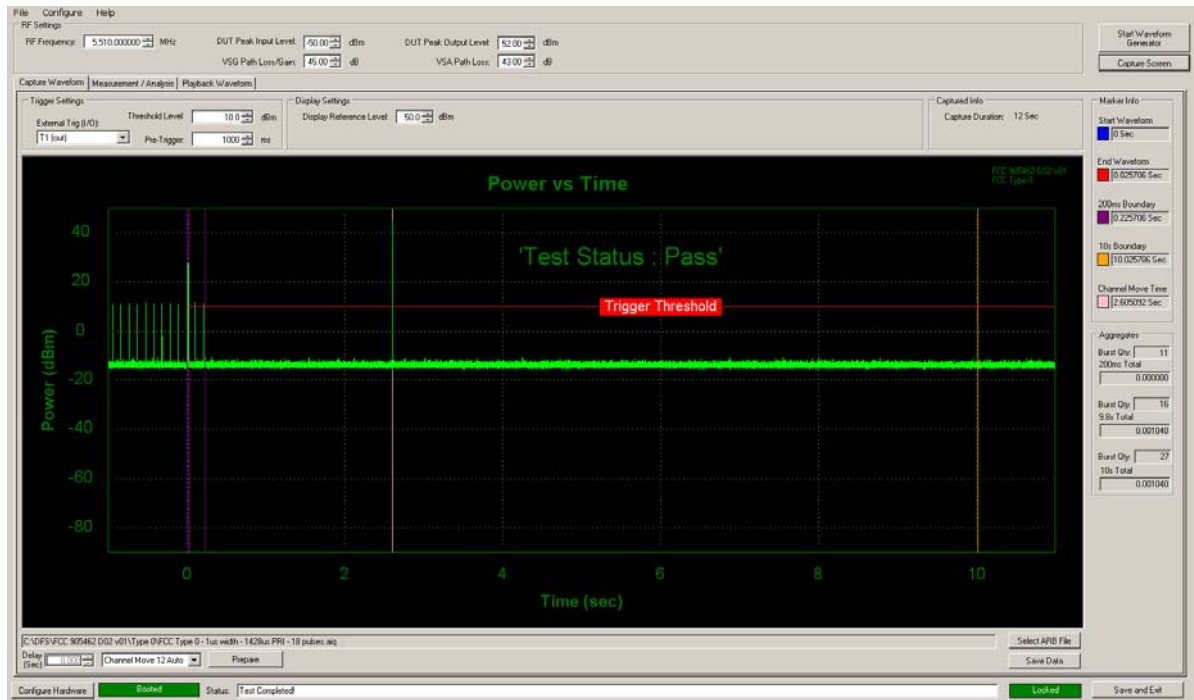 File Configure Help
RF Settings
RF Frequency: 5,510.000000 MHz
DUT Peak Input Level: -50.00 dBm
DUT Peak Output Level: 52.00 dBm
VSG Path Loss/Gain: 45.00 dB
VSA Path Loss: 43.00 dB
Start Waveform Generator
Capture Screen
Capture Waveform Measurement / Analysis Playback Waveform
Trigger Settings
External Trig (I/O):
T1 (out)
Threshold Level: 10.0 dBm
Pre-Trigger: 1000 ms
Display Settings
Display Reference Level: 50.0 dBm
Captured Info
Capture Duration: 12 Sec
Marker Info
Start Waveform
0 Sec
End Waveform
0.025706 Sec
200ms Boundary
0.225706 Sec
10s Boundary
10.025706 Sec
Channel Move Time
2.605092 Sec
Aggregates
Burst Qty: 11
200ms Total
0.000000
Burst Qty: 16
9.8s Total
0.001040
Burst Qty: 27
10s Total
0.001040
Power vs Time
FCC 905462 D02 v01
FCC Type 0
'Test Status : Pass'
Trigger Threshold
Power (dBm)
40
20
0
-20
-40
-60
-80
0 2 4 6 8 10
Time (sec)
C:\DFS\FCC 905462 D02 v01\Type 0\FCC Type 0 - 1us width - 1428us PRI - 18 pulses.aiq
Select ARB File
Delay (Sec) 0.000
Channel Move 12 Auto
Prepare
Save Data
Configure Hardware
Booted
Status: Test Completed!
Locked
Save and Exit